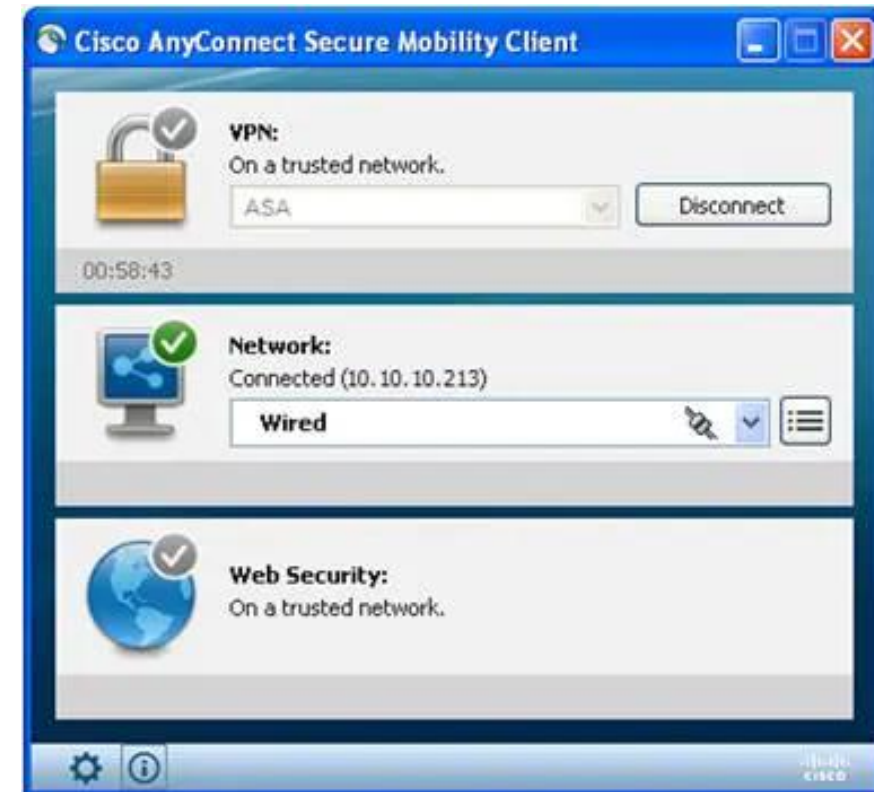 Cisco AnyConnect Secure Mobility Client
VPN:
On a trusted network.
ASA
Disconnect
00:58:43
Network:
Connected (10.10.10.213)
Wired
Web Security:
On a trusted network.
CISCO